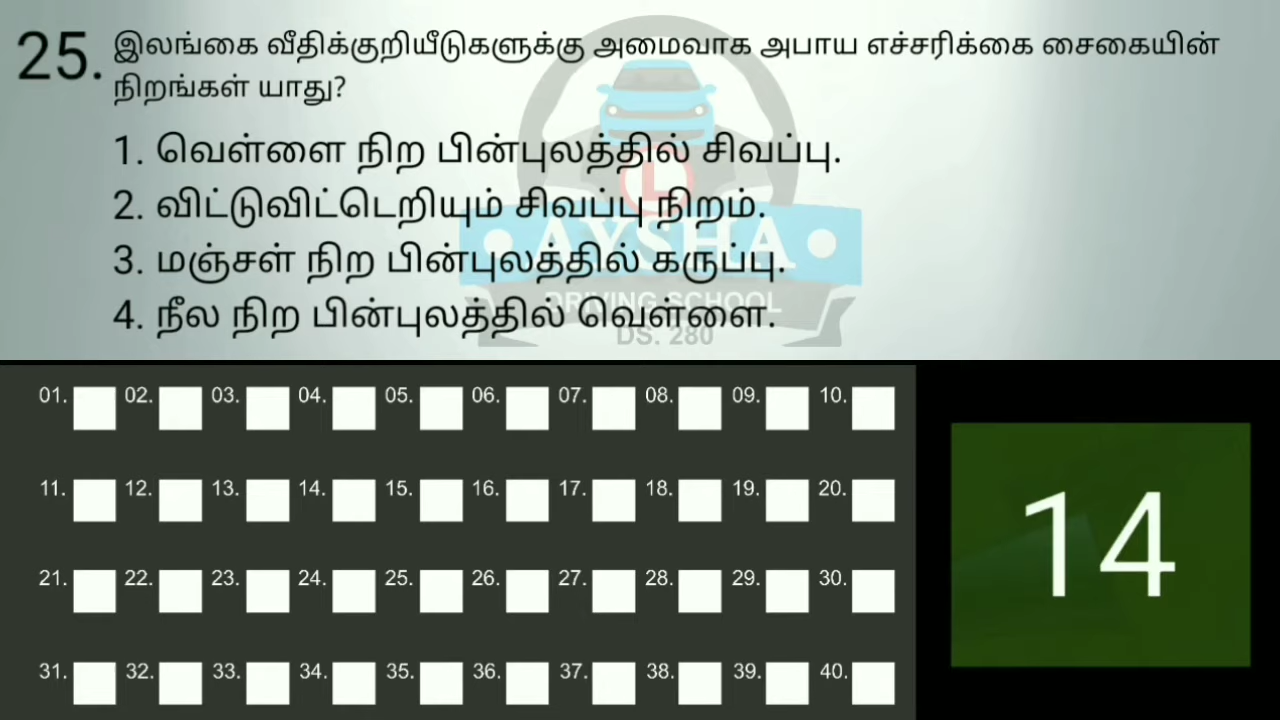 25. இலங்கை வீதிக்குறியீடுகளுக்கு அமைவாக அபாய எச்சரிக்கை சைகையின்
நிறங்கள் யாது?
1. வெள்ளை நிற பின்புலத்தில் சிவப்பு.
2. விட்டுவிட்டெறியும் சிவப்பு நிறம்.
3. மஞ்சள் நிற பின்புலத்தில் கருப்பு.
4. நீல நிற பின்புலத்தில் வெள்ளை.
L
AYSHA
DRIVING SCHOOL
DS. 280
01. 02. 03. 04. 05. 06. 07. 08. 09. 10.
11. 12. 13. 14. 15. 16. 17. 18. 19. 20.
21. 22. 23. 24. 25. 26. 27. 28. 29. 30.
31. 32. 33. 34. 35. 36. 37. 38. 39. 40.
14